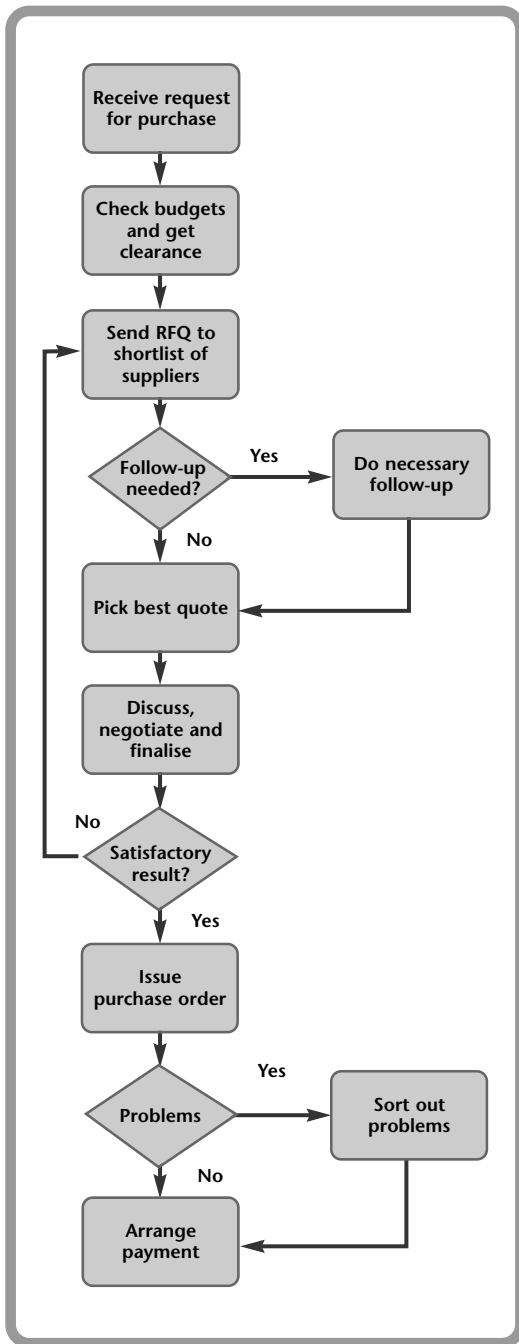 Receive request
for purchase
Check budgets
and get
clearance
Send RFQ to
shortlist of
suppliers
Follow-up
needed?
Yes
Do necessary
follow-up
No
Pick best quote
Discuss,
negotiate and
finalise
No
Satisfactory
result?
Yes
Issue
purchase order
Problems
Yes
Sort out
problems
No
Arrange
payment